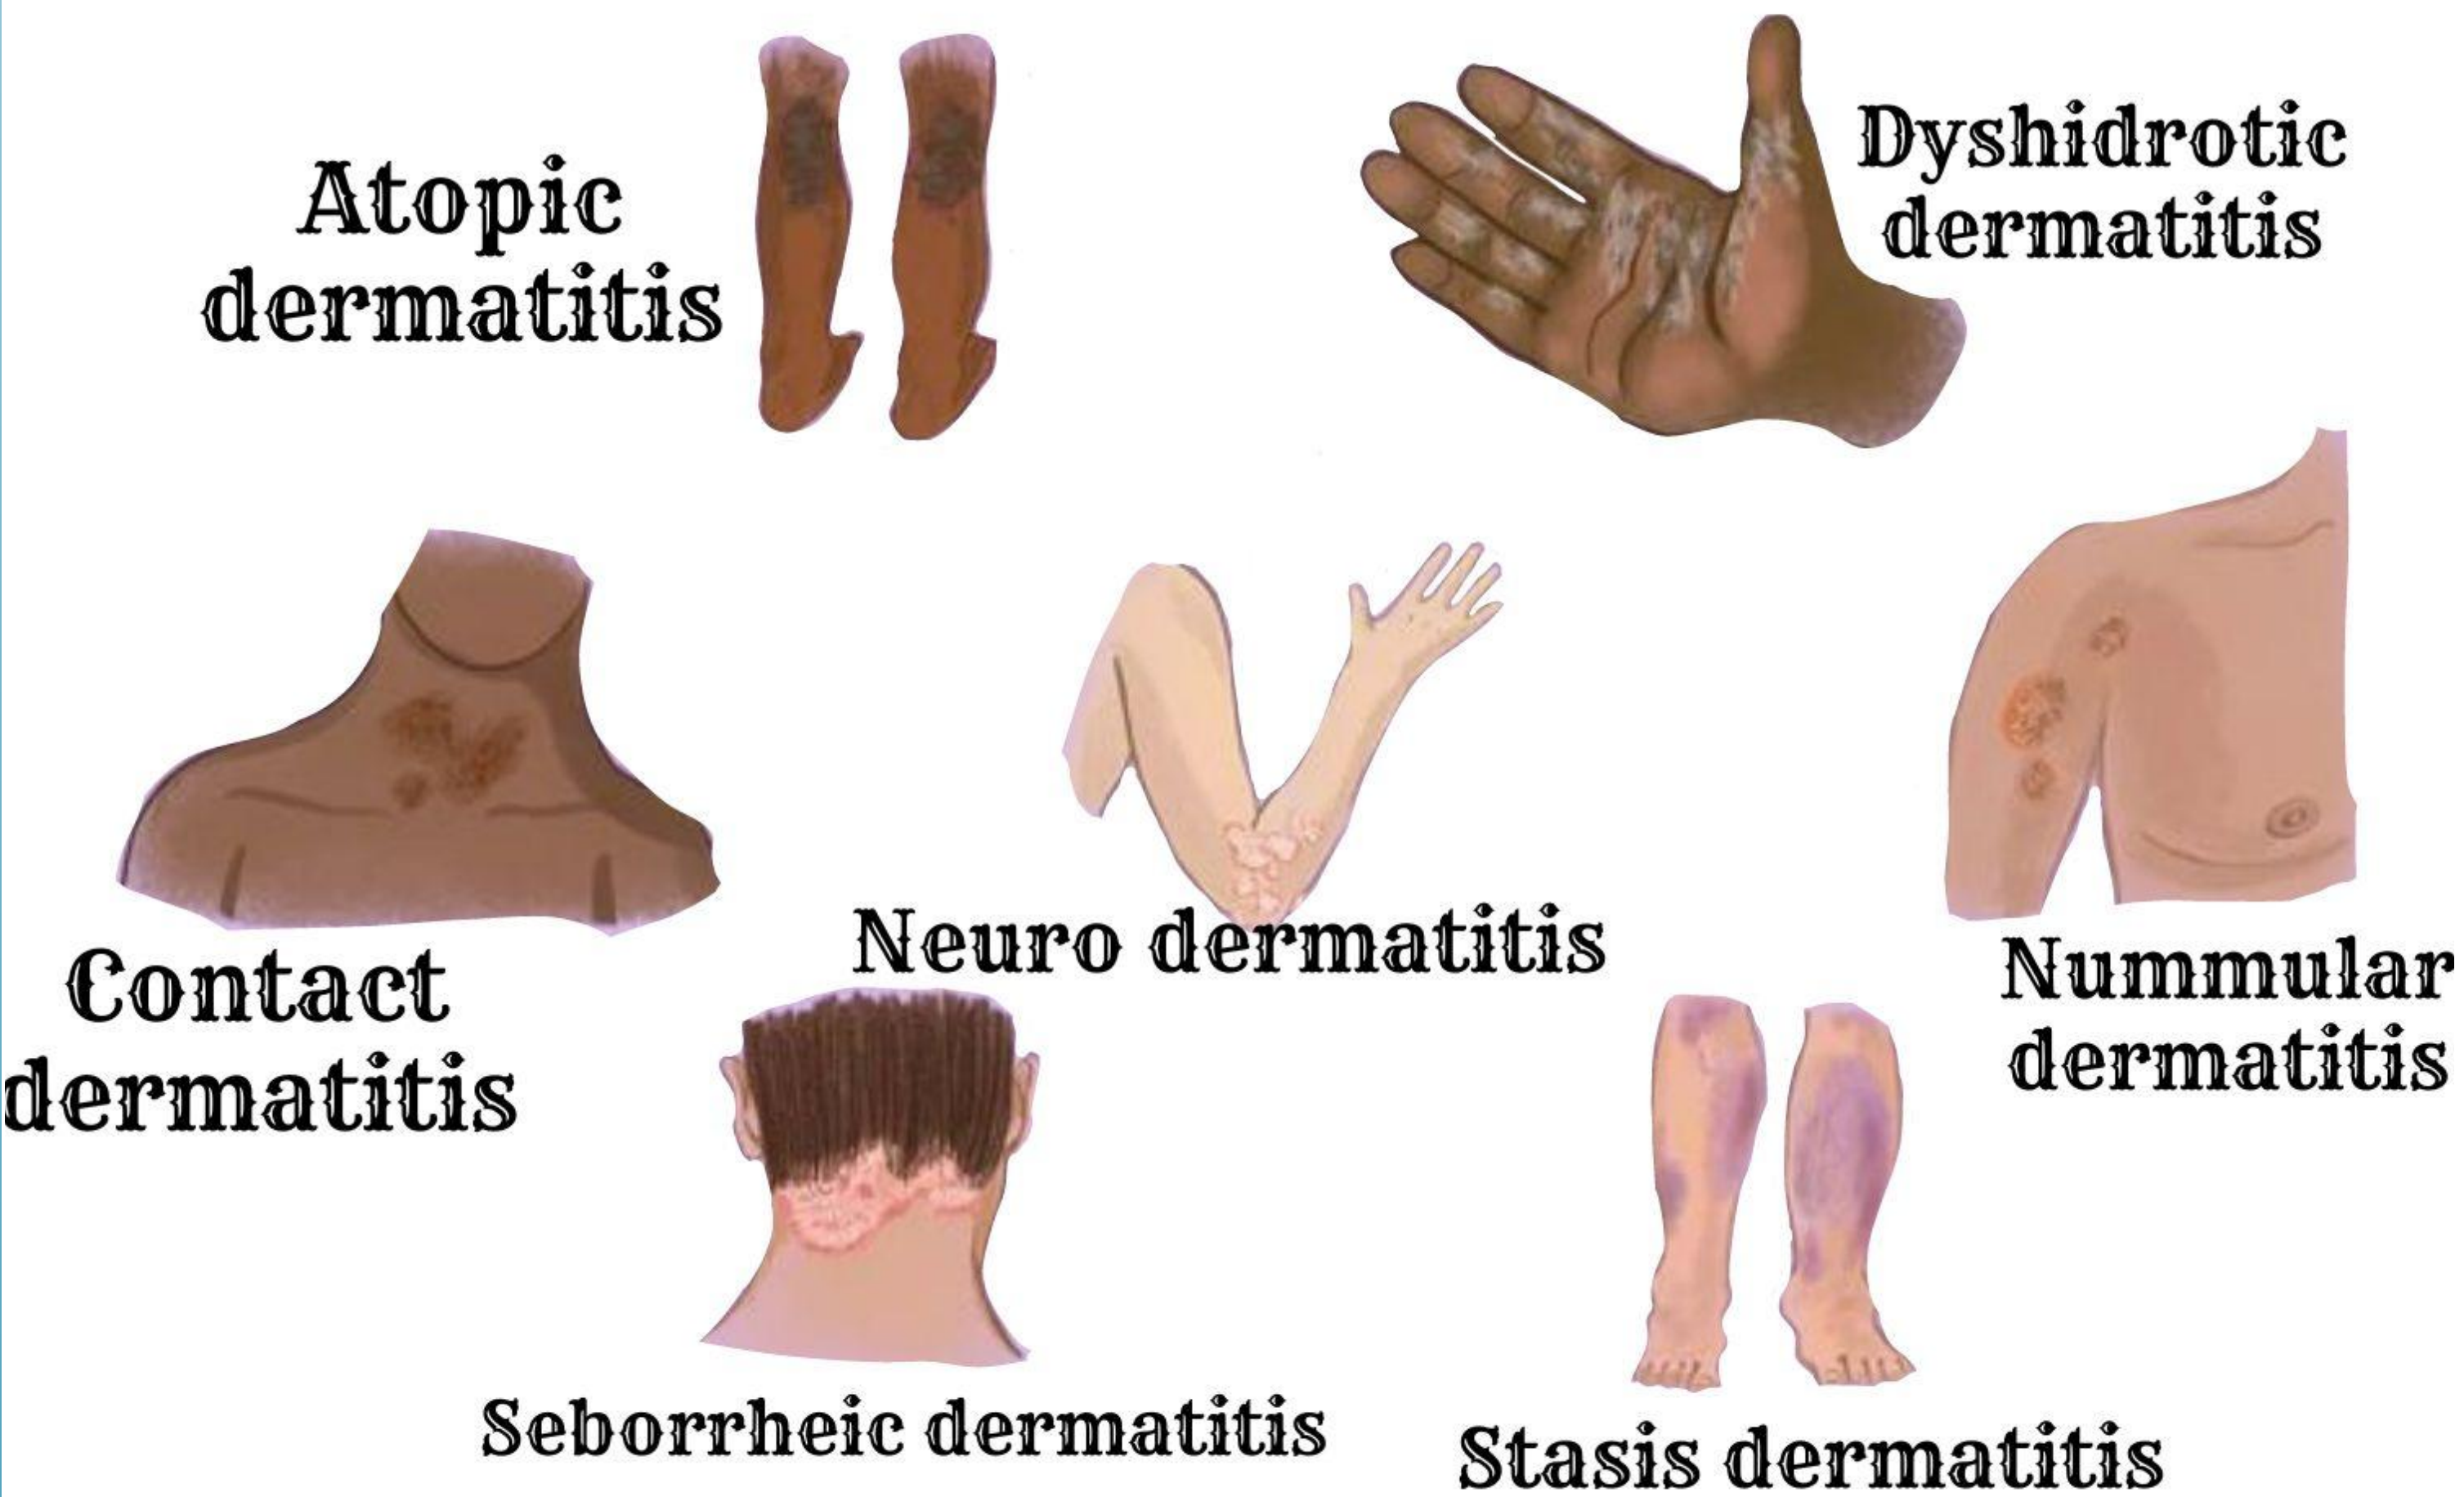 Atopic
dermatitis
Dyshidrotic
dermatitis
Contact
dermatitis
Neuro dermatitis
Nummular
dermatitis
Seborrheic dermatitis
Stasis dermatitis